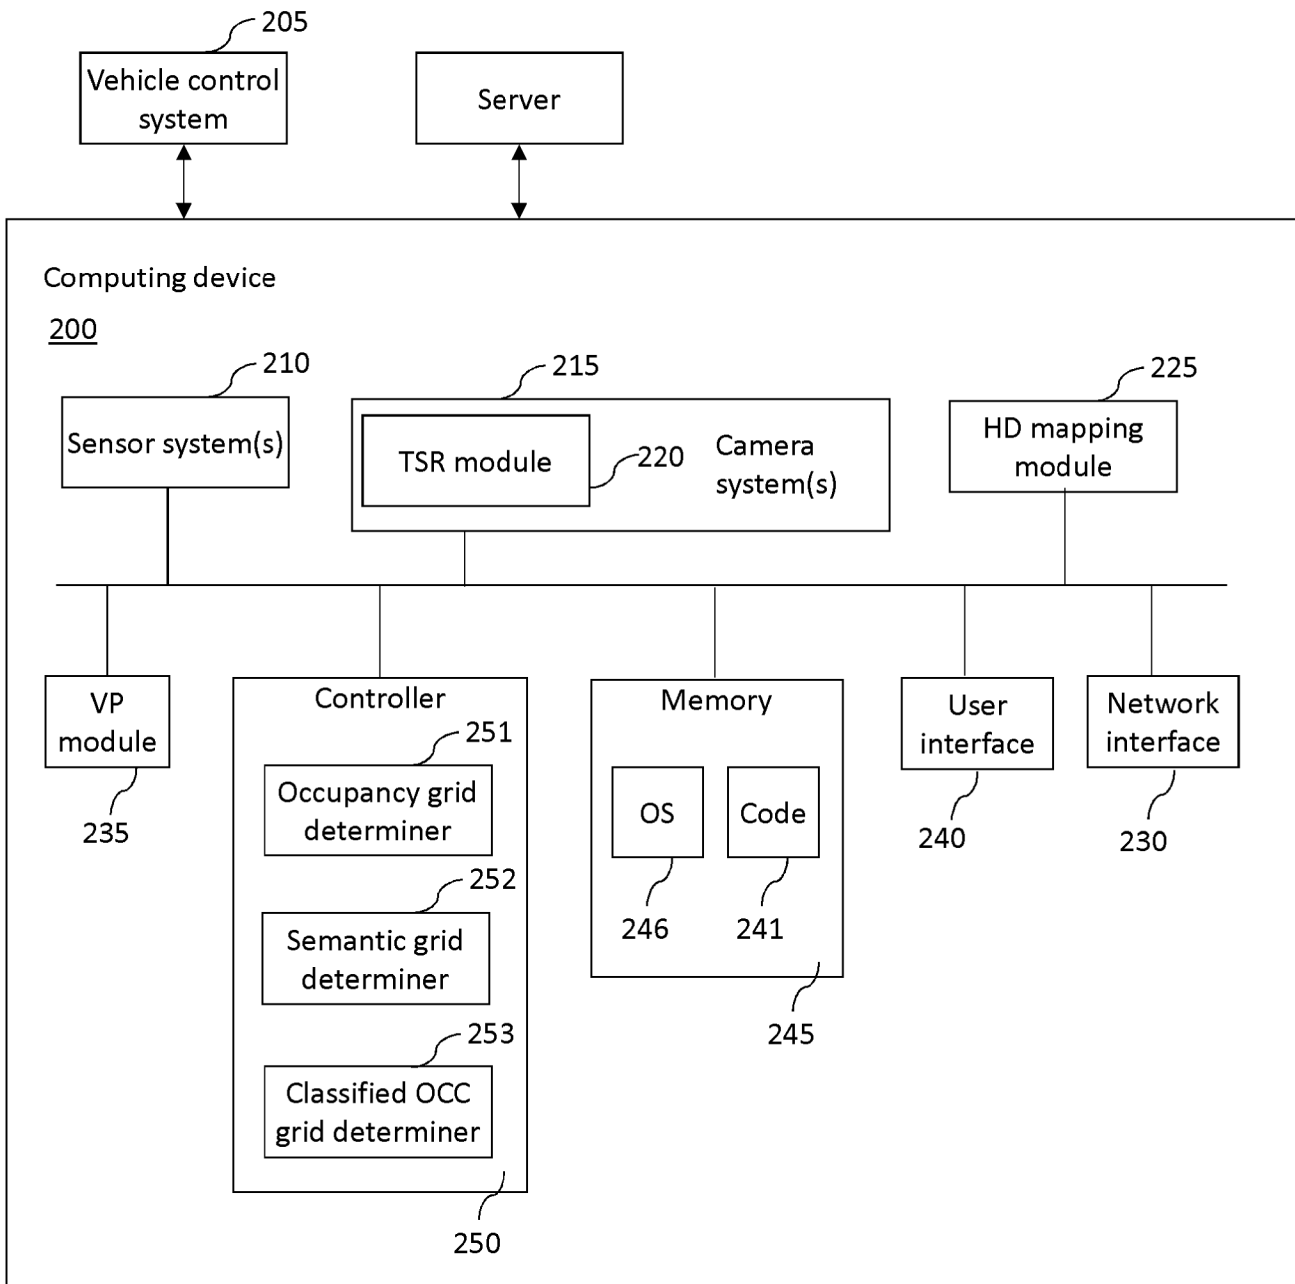 205
Vehicle control
system
Server
Computing device
200
210
215
225
Sensor system(s)
TSR module
220
Camera
system(s)
HD mapping
module
VP
module
235
Controller
251
Occupancy grid
determiner
252
Semantic grid
determiner
253
Classified OCC
grid determiner
250
Memory
OS
Code
246
241
245
User
interface
240
Network
interface
230